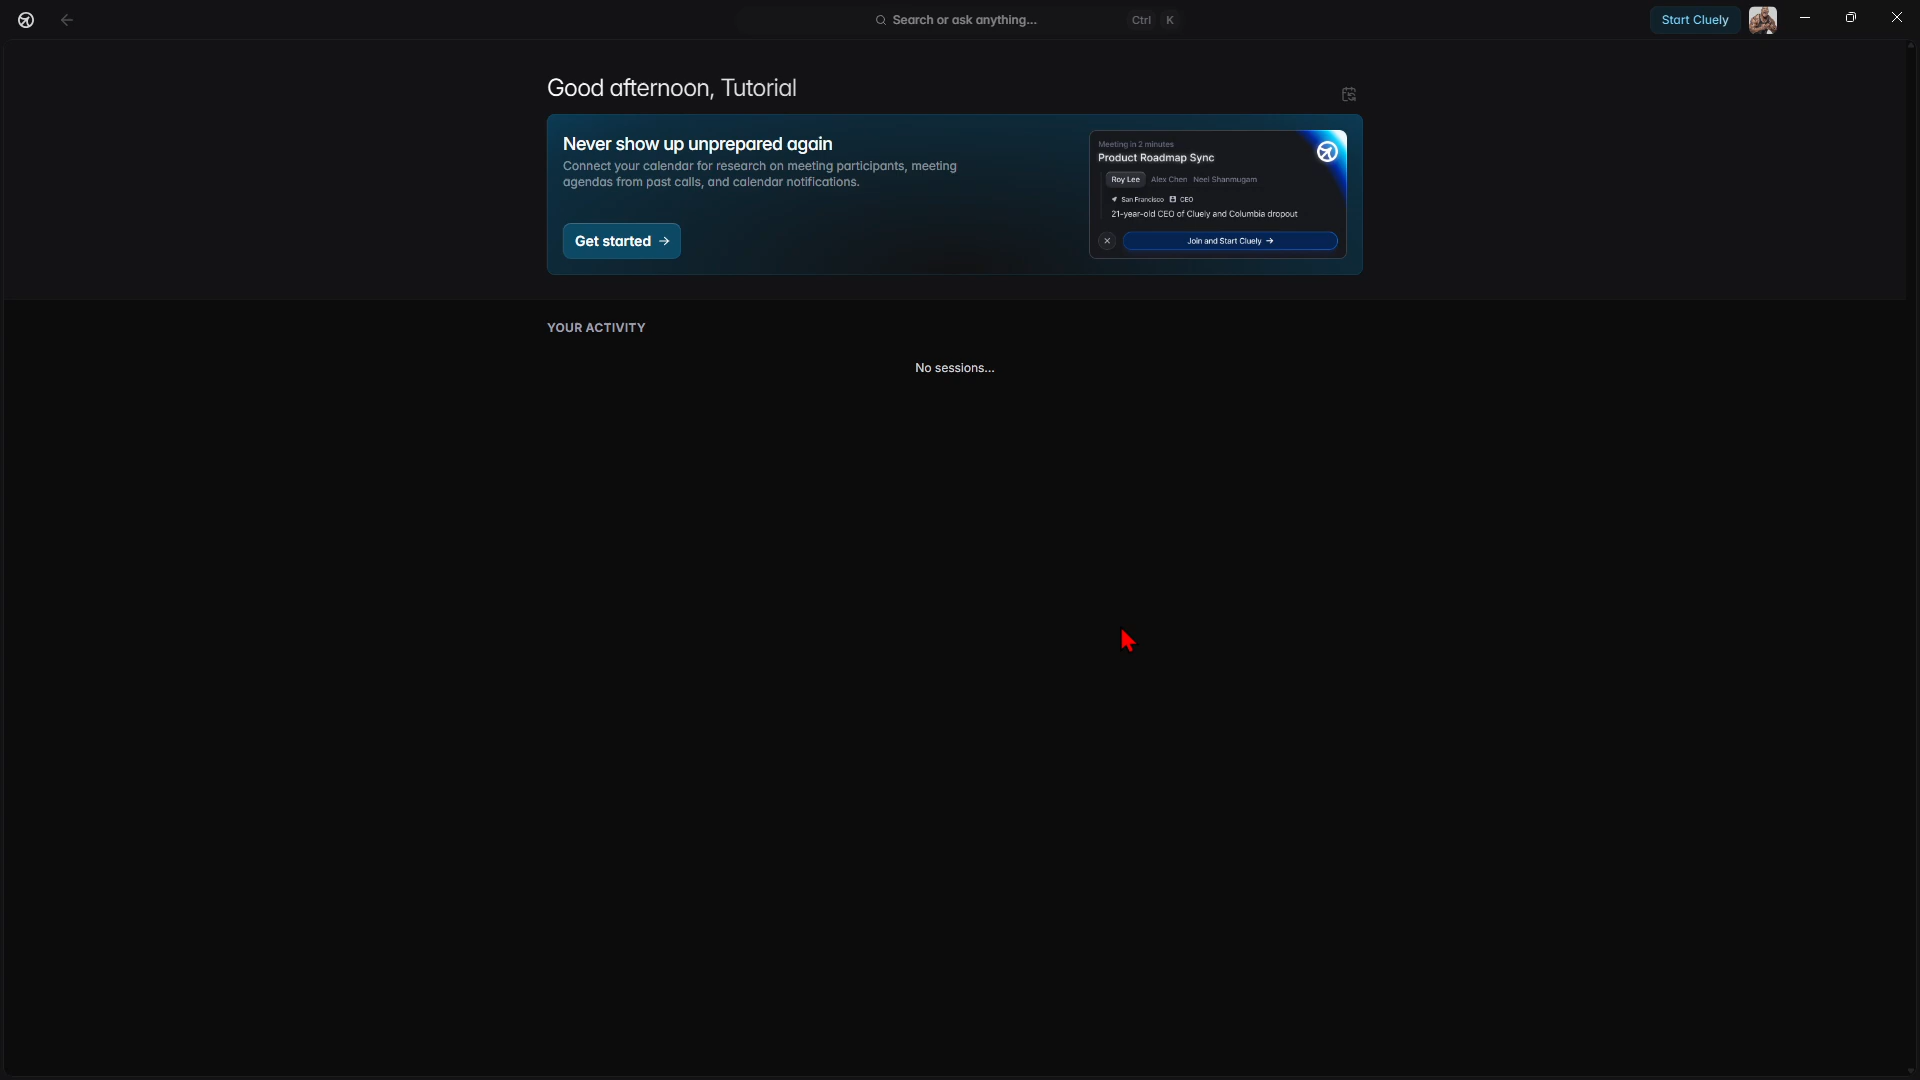 Search or ask anything...
Ctrl K
Start Cluely
Good afternoon, Tutorial
Never show up unprepared again
Connect your calendar for research on meeting participants, meeting
agendas from past calls, and calendar notifications.
Get started →
Meeting in 2 minutes
Product Roadmap Sync
Roy Lee Alex Chen Neel Shanmugam
San Francisco CEO
21-year-old CEO of Cluely and Columbia dropout
Join and Start Cluely →
YOUR ACTIVITY
No sessions...